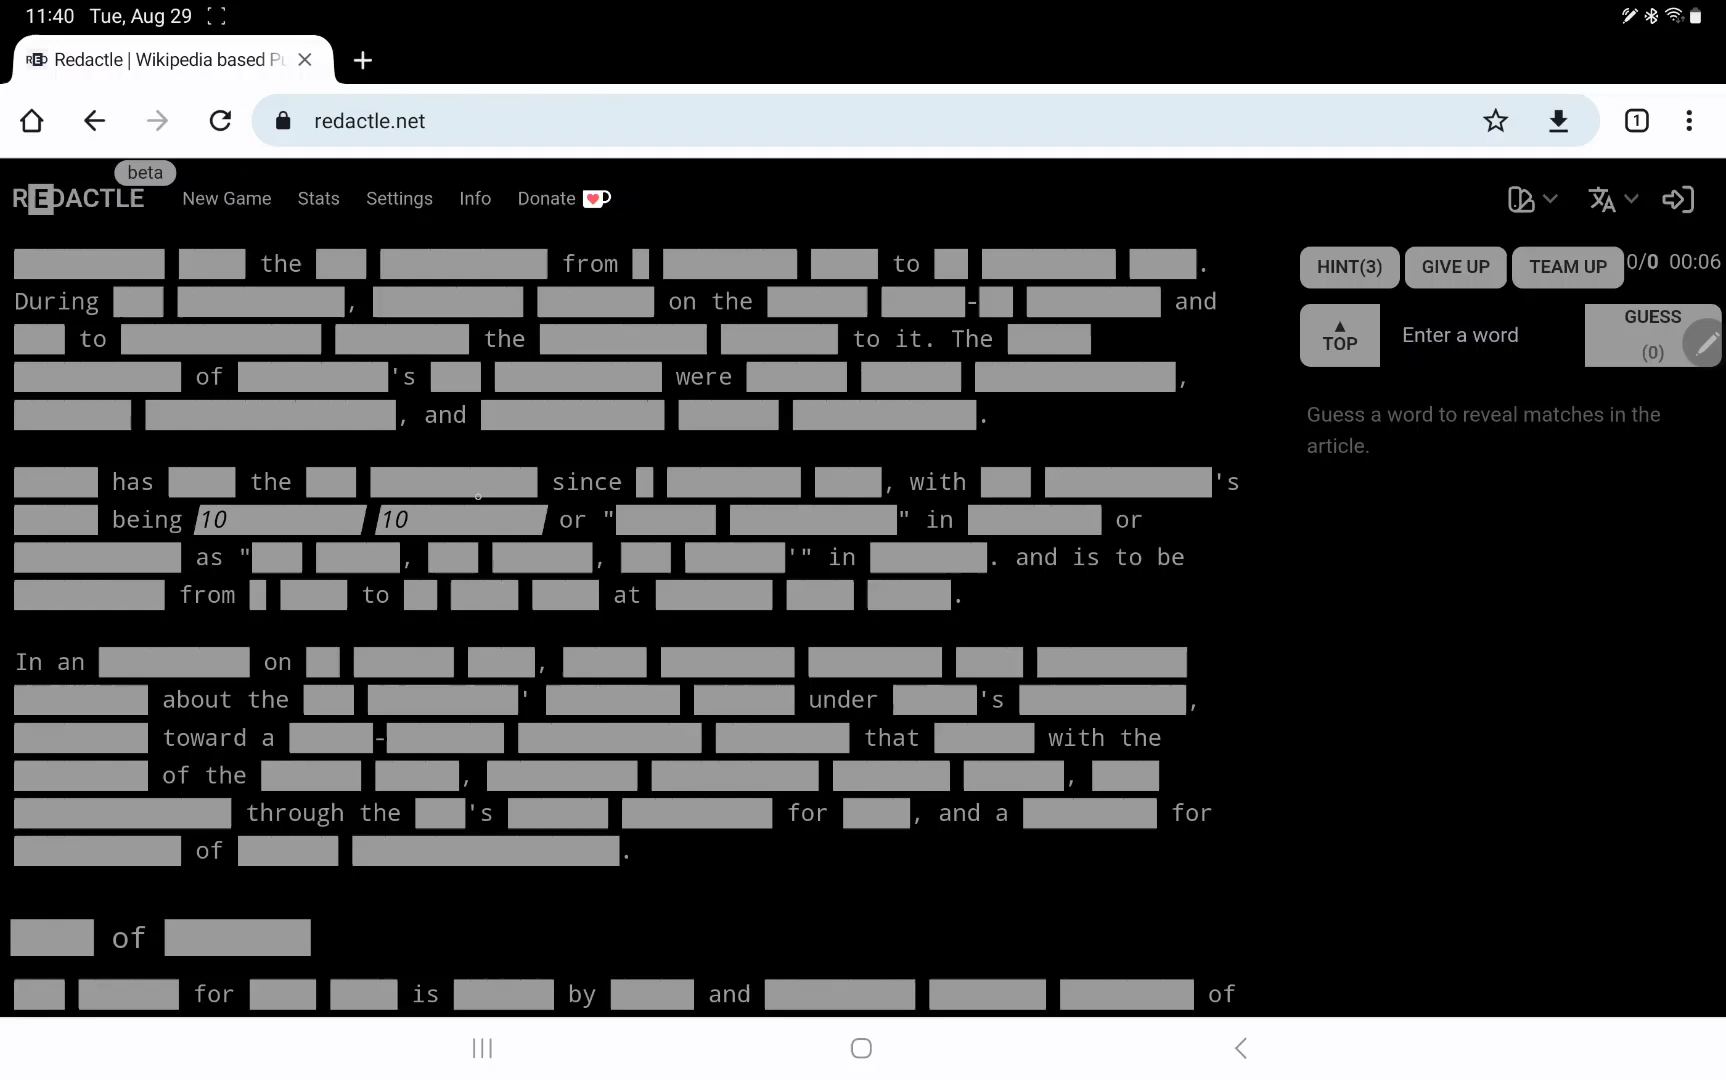 11:40 Tue, Aug 29
RED Redactle | Wikipedia based Pu
redactle.net 1
beta
REDACTLE New Game Stats Settings Info Donate
the from to .
During , on the - and
to the to it. The
of 's were ,
, and .
has the since , with 's
being 10 10 or " " in or
as " , , '" in . and is to be
from to at .
In an on ,
about the ' under 's ,
toward a - that with the
of the , ,
through the 's for , and a for
of .
of
for is by and of
HINT(3) GIVE UP TEAM UP 0/0 00:06
▲
TOP Enter a word GUESS
(0)
Guess a word to reveal matches in the
article.